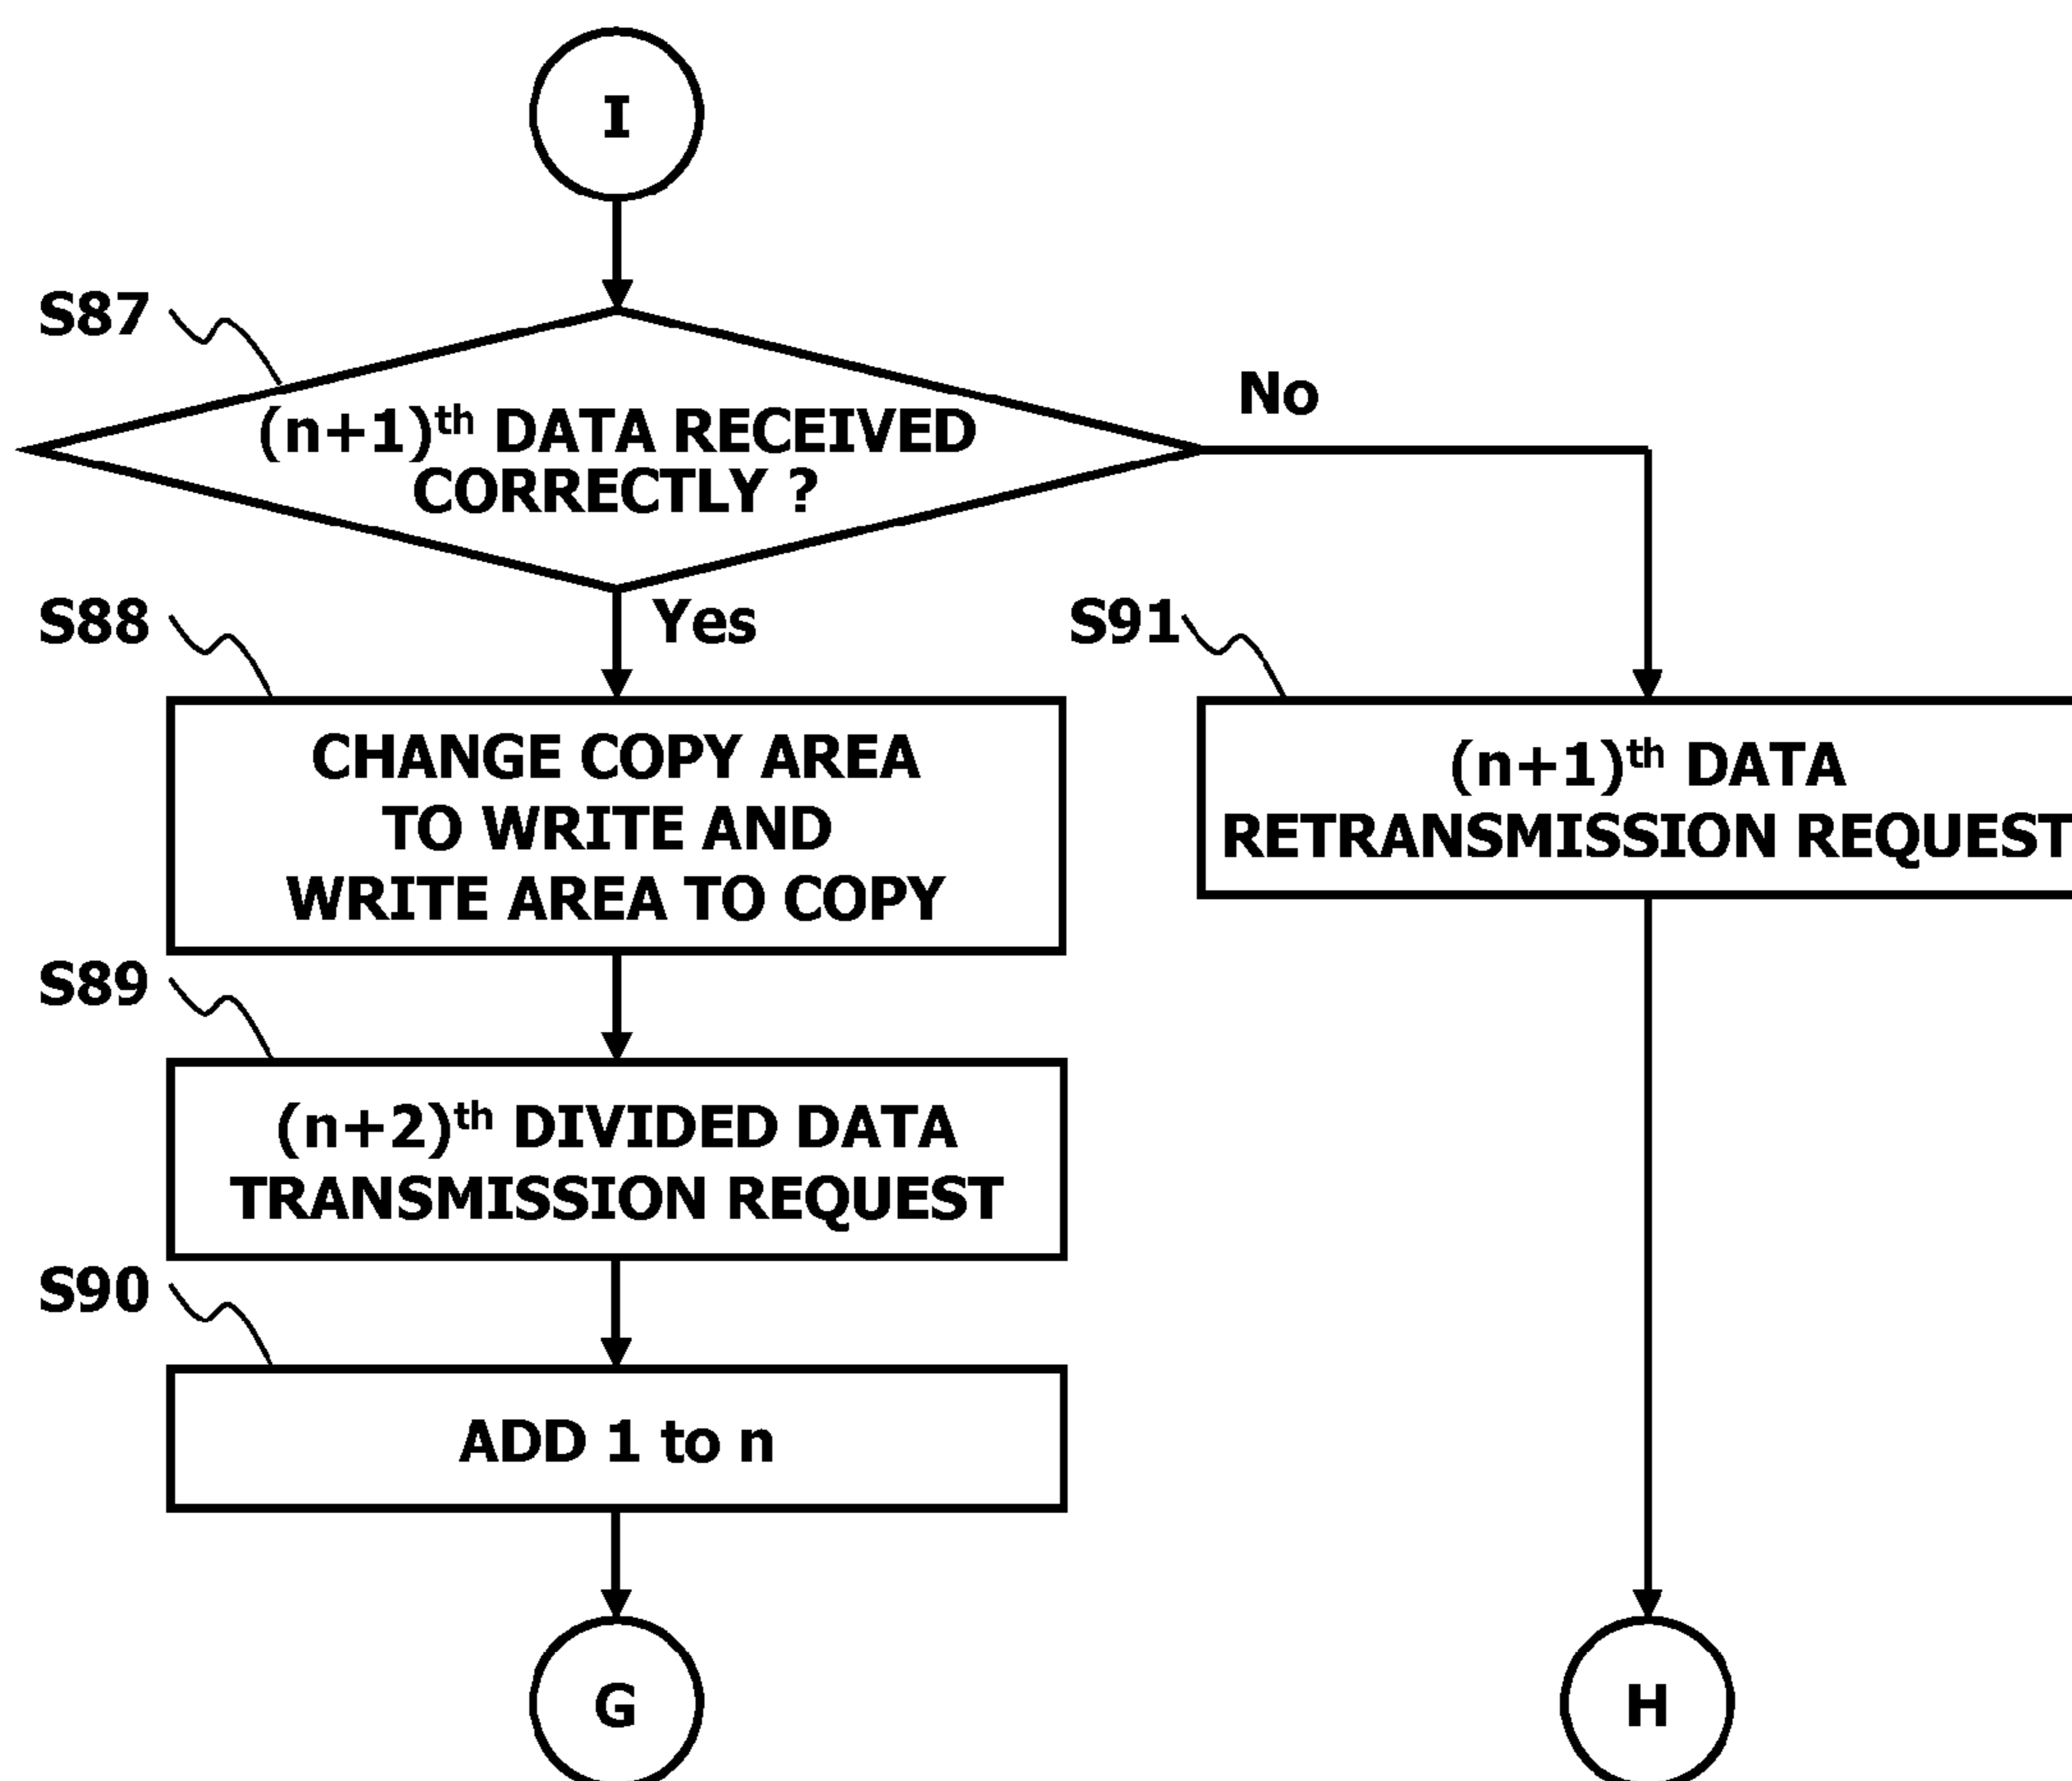 I
S87
(n+1)th DATA RECEIVED
CORRECTLY ?
No
Yes
S88
CHANGE COPY AREA
TO WRITE AND
WRITE AREA TO COPY
S91
(n+1)th DATA
RETRANSMISSION REQUEST
S89
(n+2)th DIVIDED DATA
TRANSMISSION REQUEST
S90
ADD 1 to n
G
H